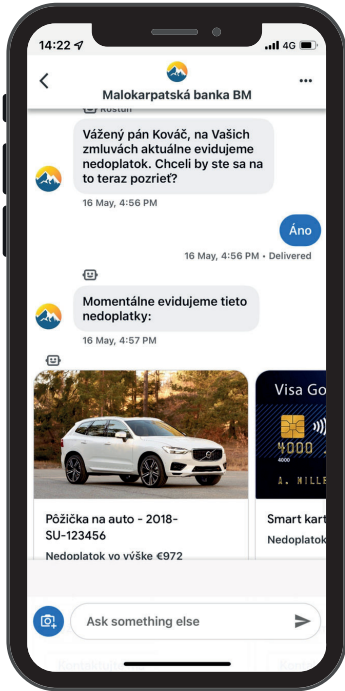 14:22
4G
Malokarpatská banka BM
Vážený pán Kováč, na Vašich
zmluvách aktuálne evidujeme
nedoplatok. Chceli by ste sa na
to teraz pozrieť?
16 May, 4:56 PM
Áno
16 May, 4:56 PM • Delivered
Momentálne evidujeme tieto
nedoplatky:
16 May, 4:57 PM
Visa Go
4000
4000
A. MILLE
Pôžička na auto - 2018-
SU-123456
Nedoplatok vo výške €972
Smart kart
Nedoplatok
Ask something else